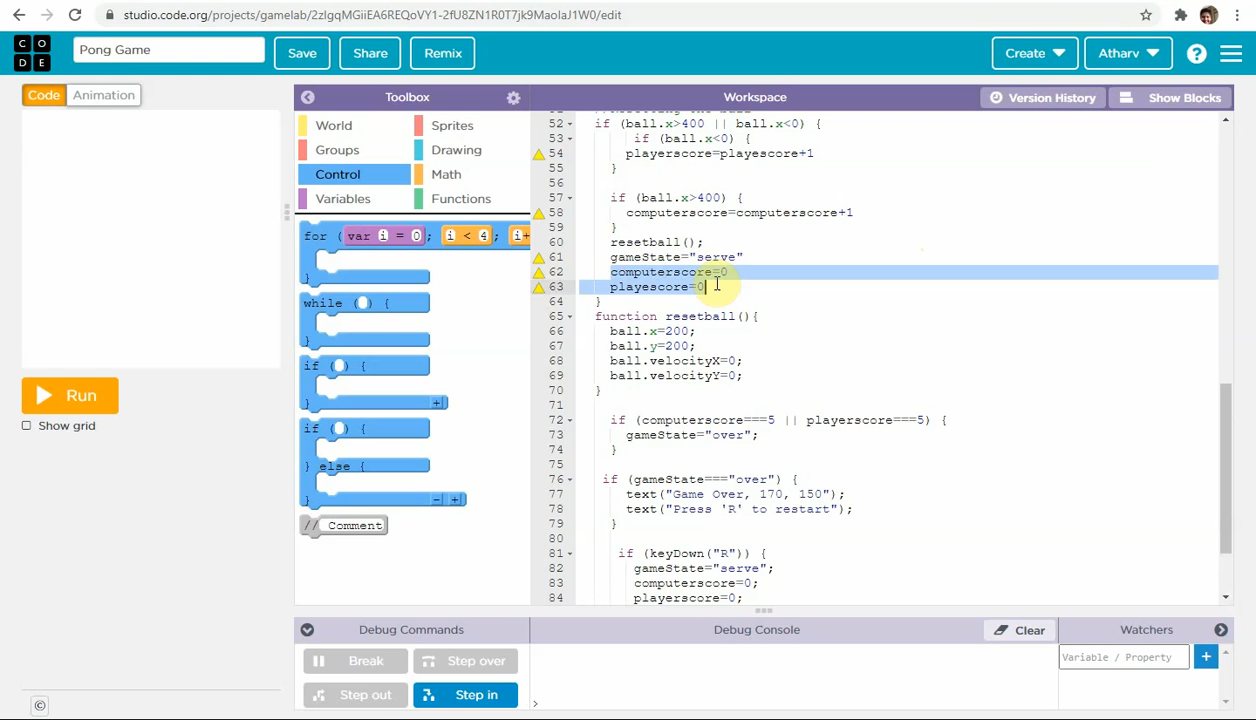 studio.code.org/projects/gamelab/2zIgqMGiiEA6REQoVY1-2fU8ZN1R0T7jk9MaolaJ1W0/edit
C O
D E
Pong Game
Save
Share
Remix
Create
Atharv
?
Code
Animation
Toolbox
Workspace
Version History
Show Blocks
World
Sprites
Groups
Drawing
Control
Math
Variables
Functions
for ( var i = 0 ; i < 4 ; i+
}
while ( ) {
}
if ( ) {
}
if ( ) {
} else {
}
// Comment
52 if (ball.x>400 || ball.x<0) {
53 if (ball.x<0) {
54 playerscore=playescore+1
55 }
56
57 if (ball.x>400) {
58 computerscore=computerscore+1
59 }
60 resetball();
61 gameState="serve"
62 computerscore=0
63 playescore=0
64 }
65 function resetball(){
66 ball.x=200;
67 ball.y=200;
68 ball.velocityX=0;
69 ball.velocityY=0;
70 }
71
72 if (computerscore===5 || playerscore===5) {
73 gameState="over";
74 }
75
76 if (gameState==="over") {
77 text("Game Over, 170, 150");
78 text("Press 'R' to restart");
79 }
80
81 if (keyDown("R")) {
82 gameState="serve";
83 computerscore=0;
84 playerscore=0;
Run
Show grid
Debug Commands
Debug Console
Clear
Watchers
Break
Step over
Step out
Step in
Variable / Property
+
>
©